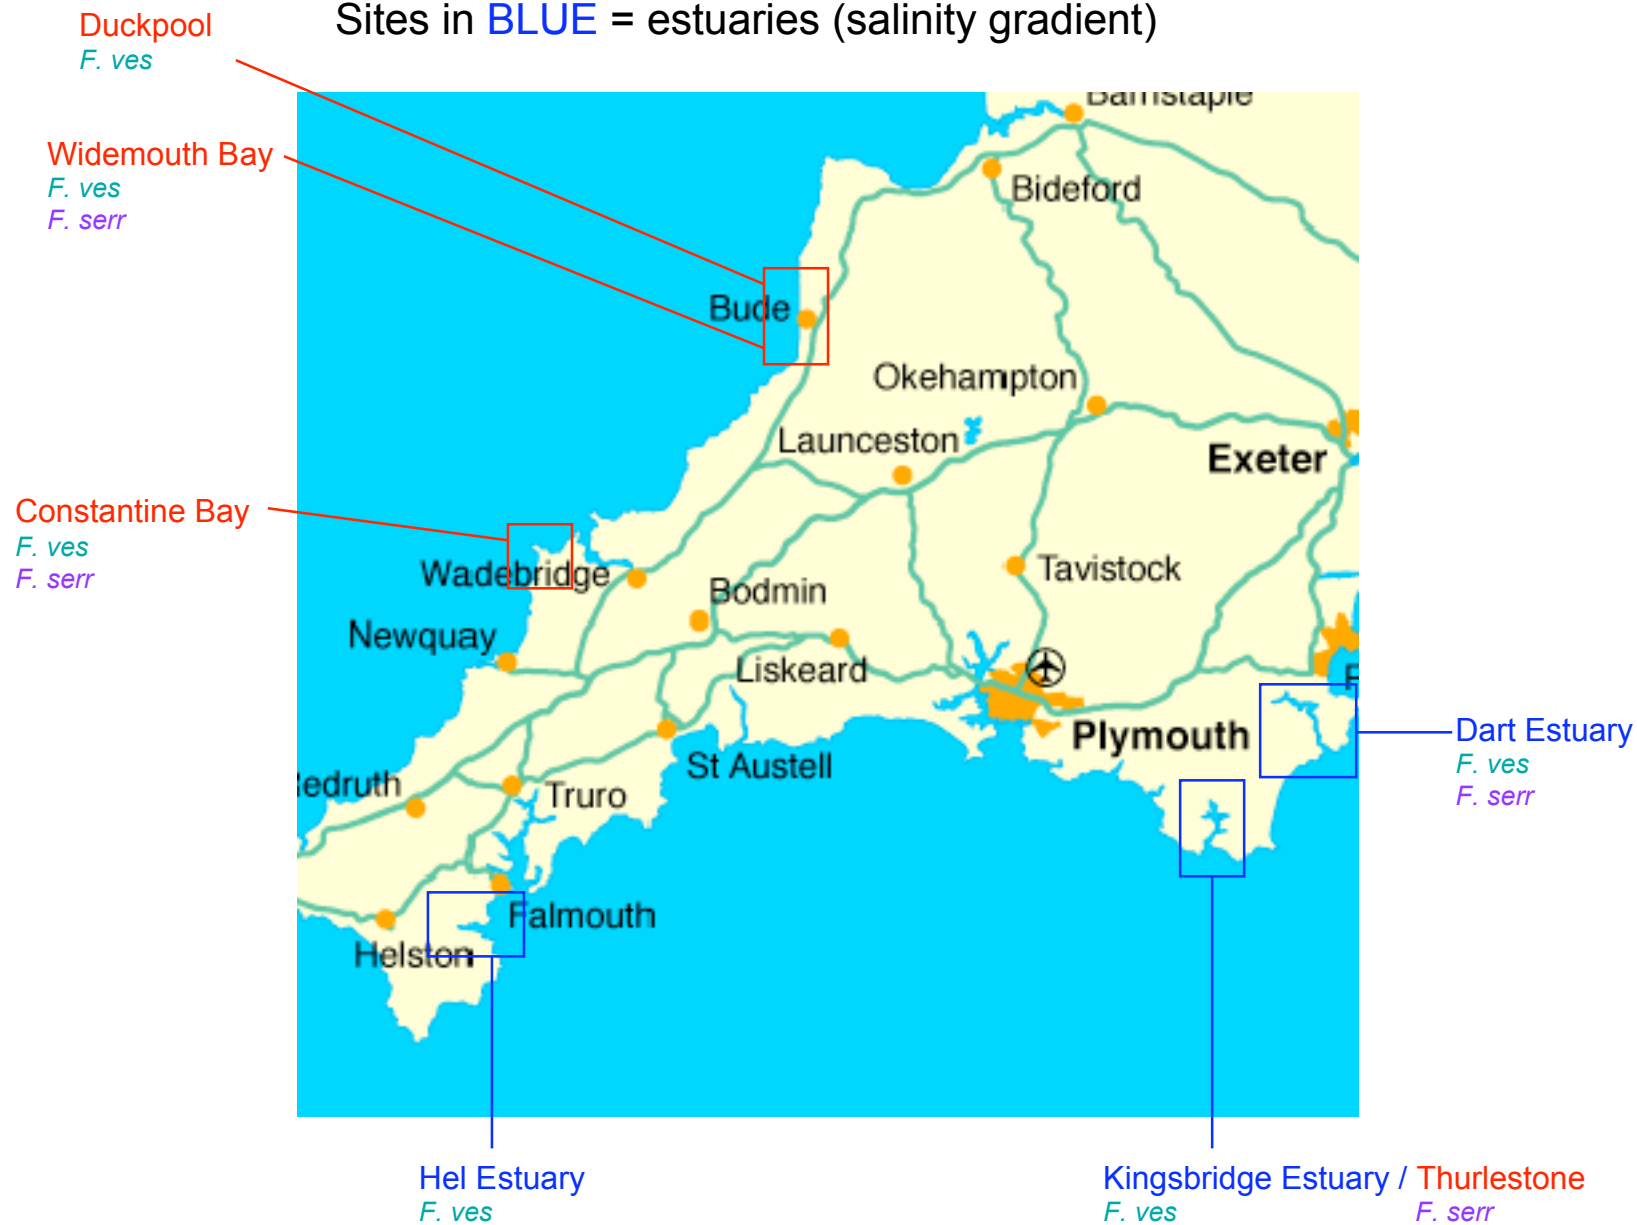 Sites in BLUE = estuaries (salinity gradient)
Duckpool
F. ves
Widemouth Bay
F. ves
F. serr
Constantine Bay
F. ves
F. serr
Barnstaple
Bideford
Bude
Okehampton
Launceston
Exeter
Wadebridge
Tavistock
Bodmin
Newquay
Liskeard
Plymouth
St Austell
edruth
Truro
Falmouth
Helston
Dart Estuary
F. ves
F. serr
Hel Estuary
F. ves
Kingsbridge Estuary / Thurlestone
F. ves F. serr